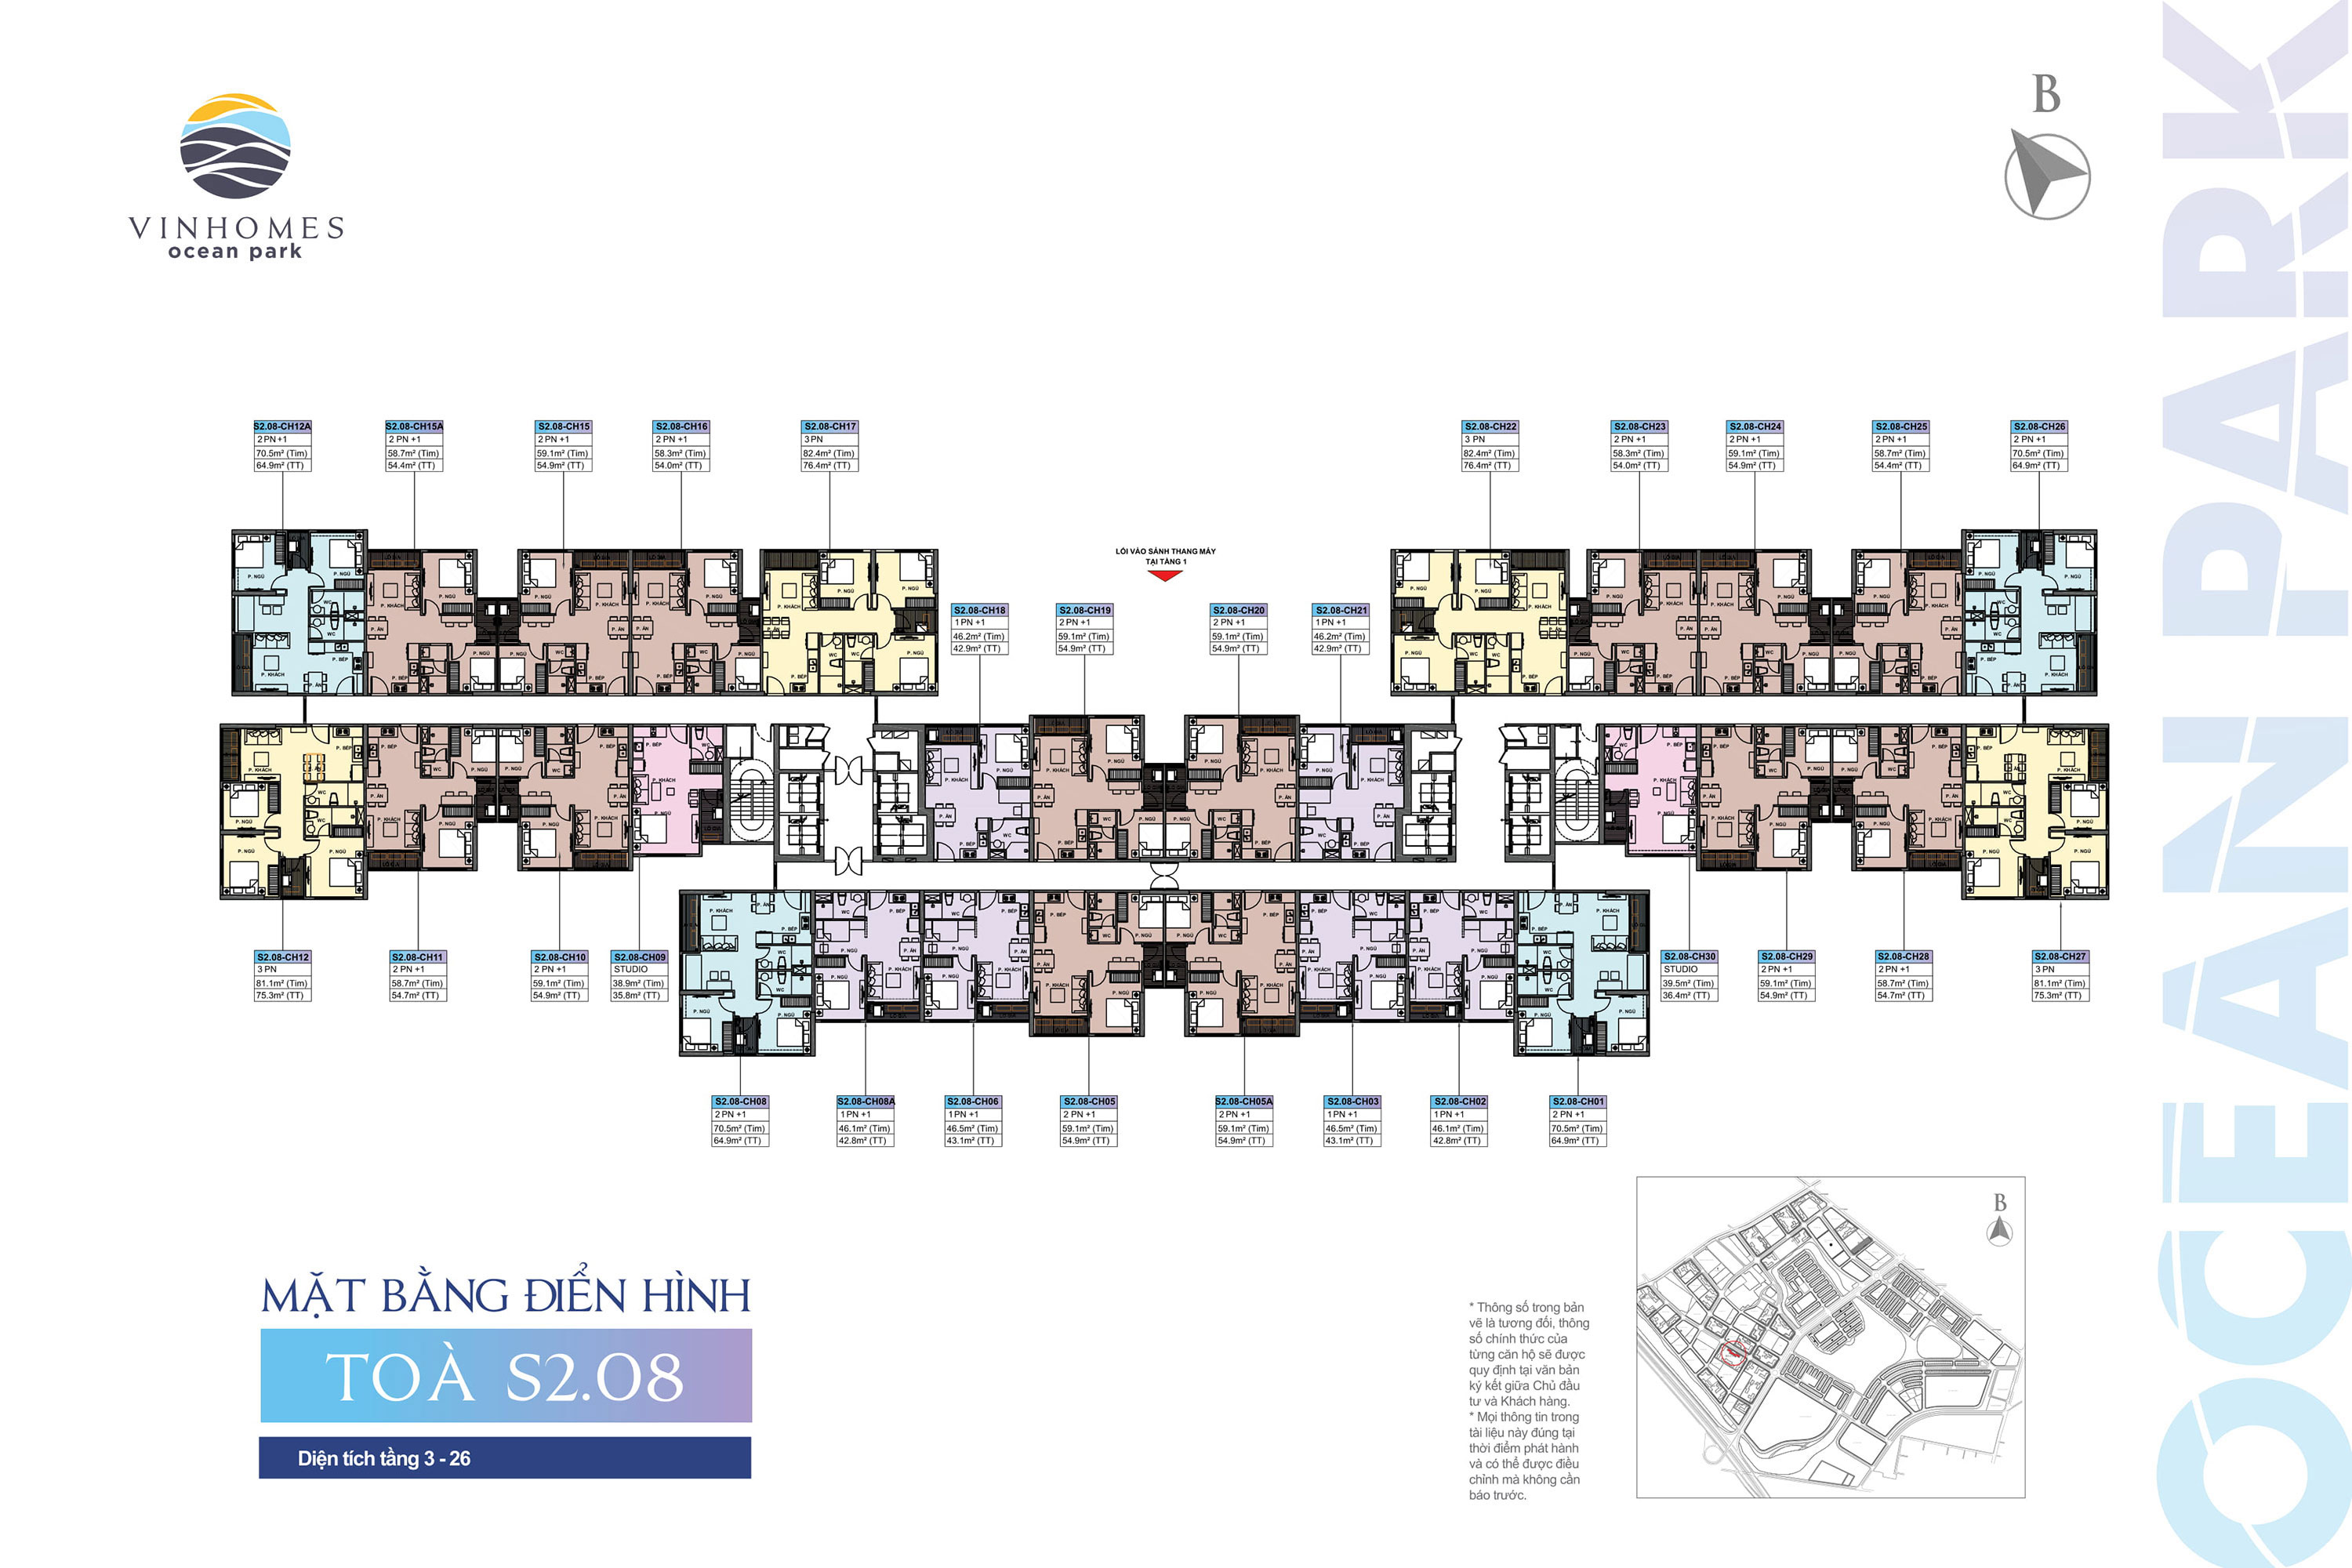 VINHOMES
ocean park
B
OCEAN PARK
S2.08-CH12A
2 PN +1
70.5m² (Tim)
64.9m² (TT)
S2.08-CH15A
2 PN +1
58.7m² (Tim)
54.4m² (TT)
S2.08-CH15
2 PN +1
59.1m² (Tim)
54.9m² (TT)
S2.08-CH16
2 PN +1
58.3m² (Tim)
54.0m² (TT)
S2.08-CH17
3PN
82.4m² (Tim)
76.4m² (TT)
S2.08-CH22
3 PN
82.4m² (Tim)
76.4m² (TT)
S2.08-CH23
2 PN +1
58.3m² (Tim)
54.0m² (TT)
S2.08-CH24
2 PN +1
59.1m² (Tim)
54.9m² (TT)
S2.08-CH25
2 PN +1
58.7m² (Tim)
54.4m² (TT)
S2.08-CH26
2 PN +1
70.5m² (Tim)
64.9m² (TT)
LỐI VÀO SẢNH THANG MÁY
TẠI TẦNG 1
S2.08-CH18
1 PN +1
46.2m² (Tim)
42.9m² (TT)
S2.08-CH19
2 PN +1
59.1m² (Tim)
54.9m² (TT)
S2.08-CH20
2 PN +1
59.1m² (Tim)
54.9m² (TT)
S2.08-CH21
1 PN +1
46.2m² (Tim)
42.9m² (TT)
S2.08-CH12
3 PN
81.1m² (Tim)
75.3m² (TT)
S2.08-CH11
2 PN +1
58.7m² (Tim)
54.7m² (TT)
S2.08-CH10
2 PN +1
59.1m² (Tim)
54.9m² (TT)
S2.08-CH09
STUDIO
38.9m² (Tim)
35.8m² (TT)
S2.08-CH30
STUDIO
39.5m² (Tim)
36.4m² (TT)
S2.08-CH29
2 PN +1
59.1m² (Tim)
54.9m² (TT)
S2.08-CH28
2 PN +1
58.7m² (Tim)
54.7m² (TT)
S2.08-CH27
3 PN
81.1m² (Tim)
75.3m² (TT)
S2.08-CH08
2 PN +1
70.5m² (Tim)
64.9m² (TT)
S2.08-CH08A
1PN +1
46.1m² (Tim)
42.8m² (TT)
S2.08-CH06
1PN +1
46.5m² (Tim)
43.1m² (TT)
S2.08-CH05
2 PN +1
59.1m² (Tim)
54.9m² (TT)
S2.08-CH05A
2 PN +1
59.1m² (Tim)
54.9m² (TT)
S2.08-CH03
1PN +1
46.5m² (Tim)
43.1m² (TT)
S2.08-CH02
1 PN +1
46.1m² (Tim)
42.8m² (TT)
S2.08-CH01
2 PN +1
70.5m² (Tim)
64.9m² (TT)
MẶT BẰNG ĐIỂN HÌNH
TOÀ S2.08
Diện tích tầng 3 - 26
* Thông số trong bản
vẽ là tương đối, thông
số chính thức của
từng căn hộ sẽ được
quy định tại văn bản
ký kết giữa Chủ đầu
tư và Khách hàng.
* Mọi thông tin trong
tài liệu này đúng tại
thời điểm phát hành
và có thể được điều
chỉnh mà không cần
báo trước.
B